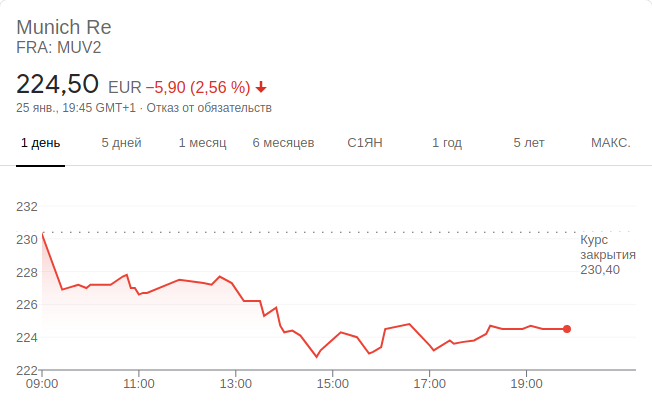 Munich Re
FRA: MUV2
224,50 EUR −5,90 (2,56 %)
25 янв., 19:45 GMT+1 · Отказ от обязательств
1 день 5 дней 1 месяц 6 месяцев С1ЯН 1 год 5 лет МАКС.
232
230
228
226
224
222
Курс
закрытия
230,40
09:00 11:00 13:00 15:00 17:00 19:00